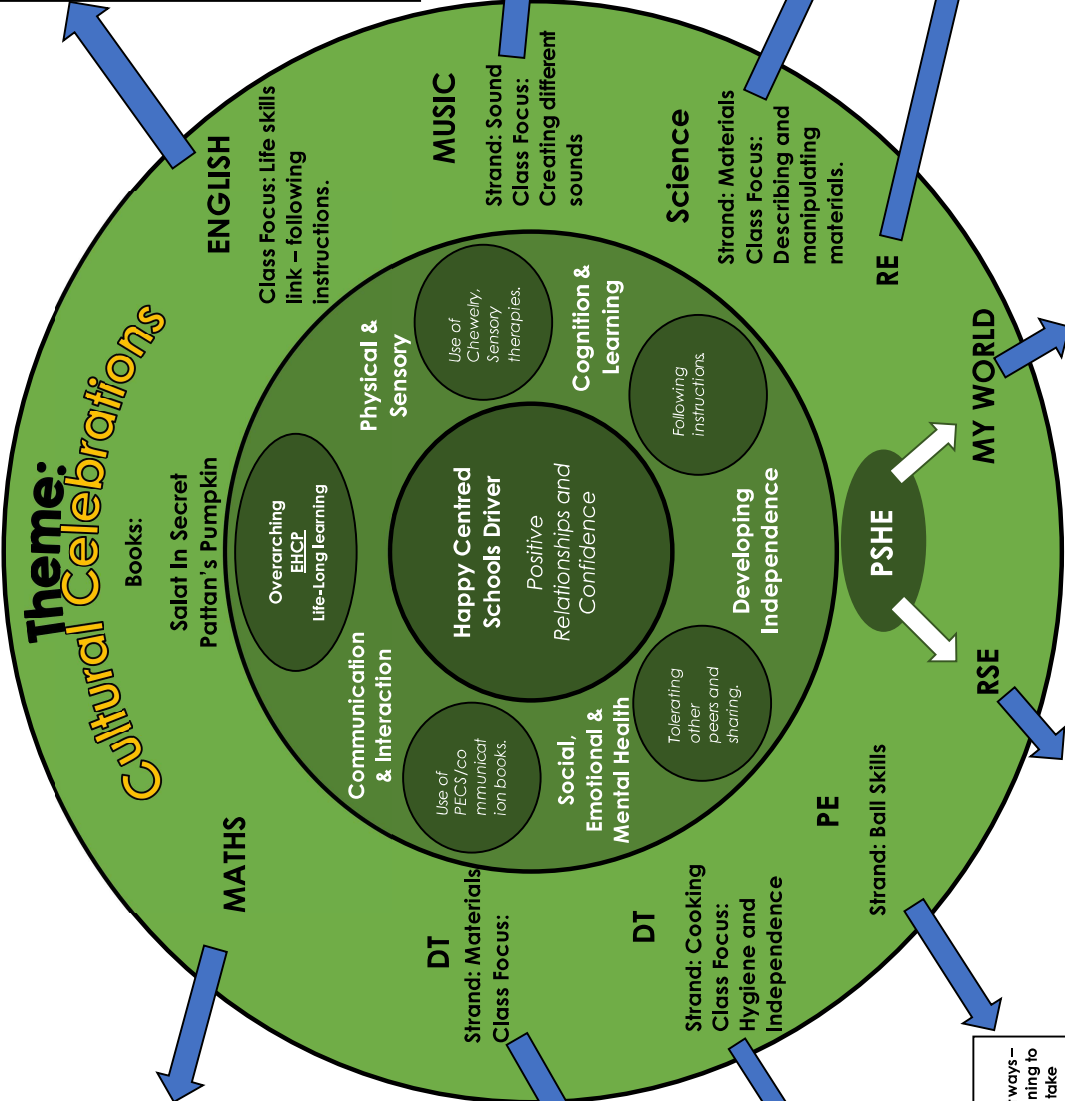 Theme:
Cultural Celebrations
Books:
Salat In Secret
Pattan's Pumpkin
MATHS
ENGLISH
Class Focus: Life skills
link – following
instructions.
MUSIC
Strand: Sound
Class Focus:
Creating different
sounds
Science
Strand: Materials
Class Focus:
Describing and
manipulating
materials.
RE
MY WORLD
PSHE
RSE
PE
Strand: Ball Skills
DT
Strand: Cooking
Class Focus:
Hygiene and
Independence
DT
Strand: Materials
Class Focus:
Overarching
EHCP
Life-Long learning
Physical &
Sensory
Use of
Chewelry,
Sensory
therapies.
Cognition &
Learning
Following
instructions.
Developing
Independence
Tolerating
other
peers and
sharing.
Social,
Emotional &
Mental Health
Use of
PECS/co
mmunicat
ion books.
Communication
& Interaction
Happy Centred
Schools Driver
Positive
Relationships and
Confidence
ways –
ning to
take